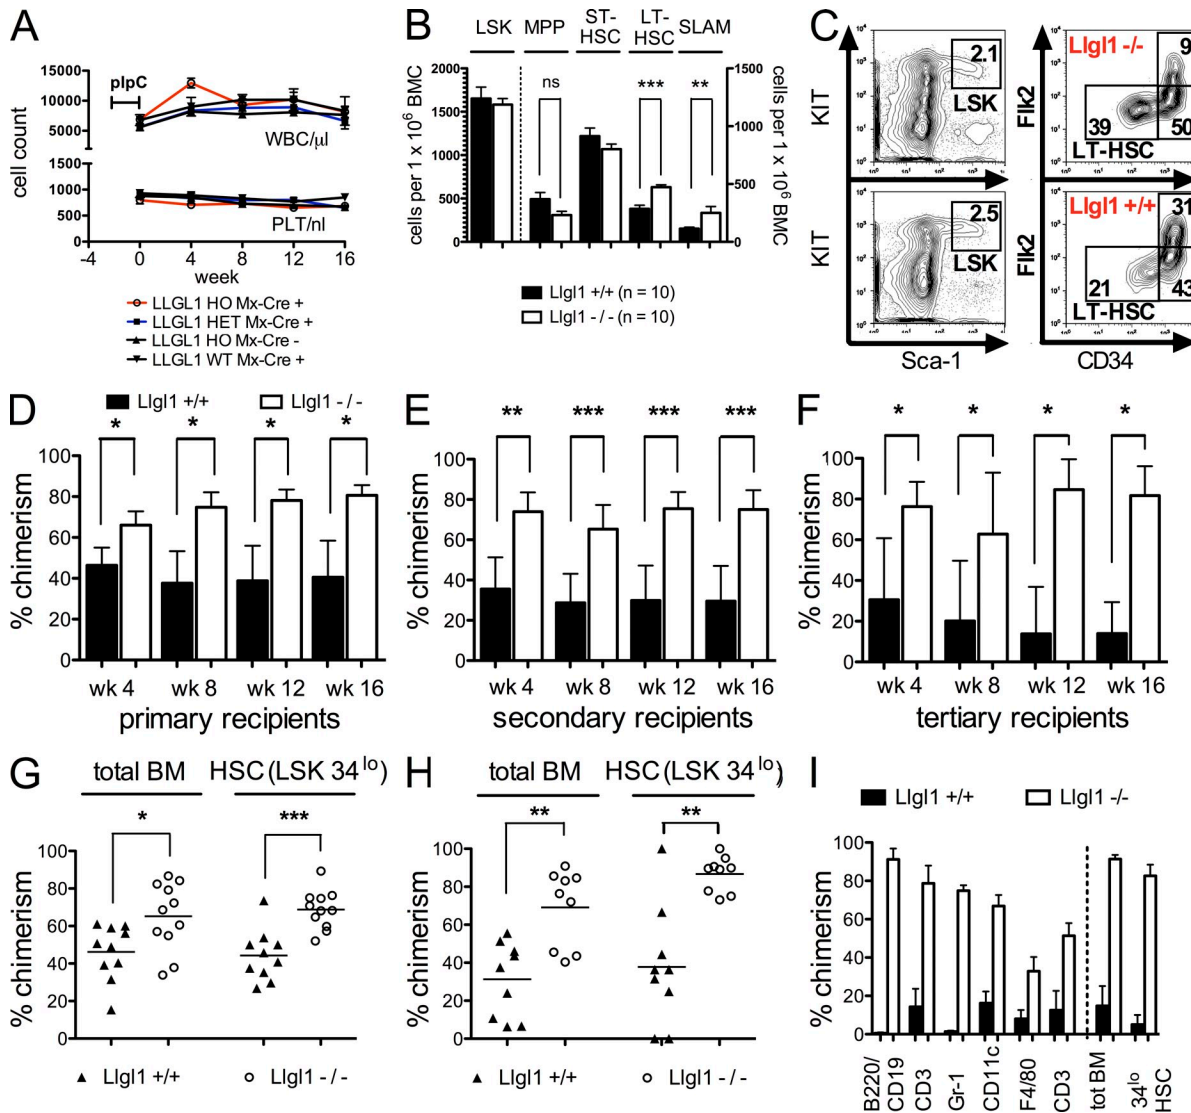 A
pIpC
cell count
15000
10000
5000
WBC/µl
1500
1000
500
0
PLT/nl
-4 0 4 8 12 16
week
LLGL1 HO Mx-Cre +
LLGL1 HET Mx-Cre +
LLGL1 HO Mx-Cre -
LLGL1 WT Mx-Cre +
B
LSK MPP ST-HSC LT-HSC SLAM
ns *** **
cells per 1 x 10⁶ BMC
2000
1500
1000
500
0
1500
1000
500
0
cells per 1 x 10⁶ BMC
Llgl1 +/+ (n = 10)
Llgl1 -/- (n = 10)
C
KIT
2.1
LSK
Flk2
Llgl1 -/-
9
39
50
LT-HSC
KIT
2.5
LSK
Flk2
Llgl1 +/+
31
21
43
LT-HSC
Sca-1
CD34
D
Llgl1 +/+
Llgl1 -/-
* * * *
% chimerism
100
80
60
40
20
0
wk 4 wk 8 wk 12 wk 16
primary recipients
E
** *** *** ***
% chimerism
100
80
60
40
20
0
wk 4 wk 8 wk 12 wk 16
secondary recipients
F
* * * *
% chimerism
100
80
60
40
20
0
wk 4 wk 8 wk 12 wk 16
tertiary recipients
G
total BM HSC (LSK 34 lo)
* ***
% chimerism
100
80
60
40
20
0
Llgl1 +/+ Llgl1 -/-
H
total BM HSC (LSK 34 lo)
** **
% chimerism
100
80
60
40
20
0
Llgl1 +/+ Llgl1 -/-
I
Llgl1 +/+ Llgl1 -/-
% chimerism
100
80
60
40
20
0
B220/
CD19
CD3
Gr-1
CD11c
F4/80
CD3
tot BM
34lo
HSC